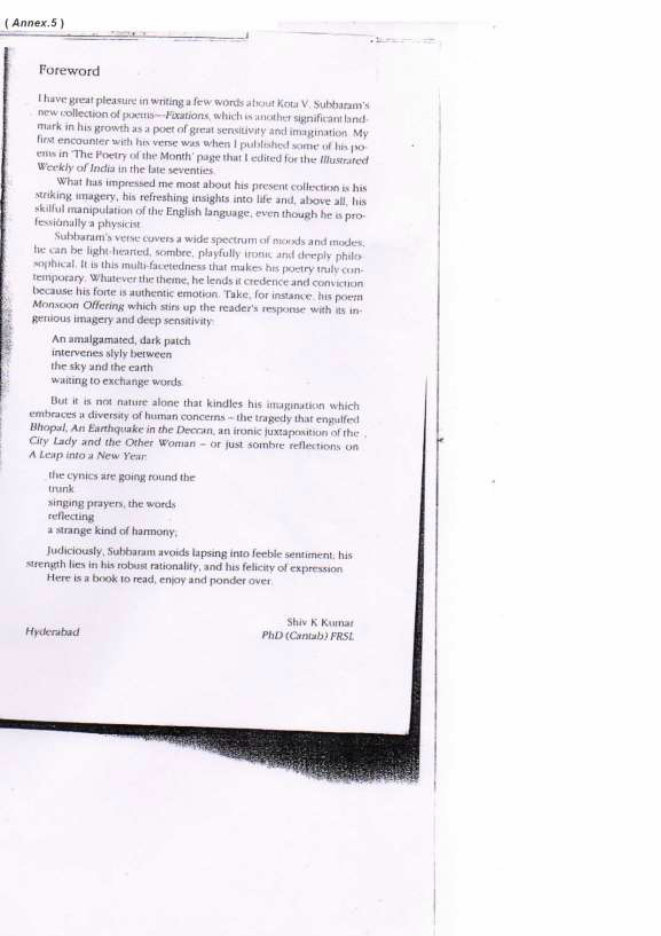 ( Annex.5 )
Foreword
I have great pleasure in writing a few words about Kota V. Subbaram's
new collection of poems—Fixations, which is another significant land-
mark in his growth as a poet of great sensitivity and imagination. My
first encounter with his verse was when I published some of his po-
ems in 'The Poetry of the Month' page that I edited for the Illustrated
Weekly of India in the late seventies.
What has impressed me most about his present collection is his
striking imagery, his refreshing insights into life and, above all, his
skilful manipulation of the English language, even though he is pro-
fessionally a physicist.
Subbaram's verse covers a wide spectrum of moods and modes,
he can be light-hearted, sombre, playfully ironic and deeply philo-
sophical. It is this multi-facetedness that makes his poetry truly con-
temporary. Whatever the theme, he lends it credence and conviction
because his forte is authentic emotion. Take, for instance, his poem
Monsoon Offering which stirs up the reader's response with its in-
genious imagery and deep sensitivity:
An amalgamated, dark patch
intervenes slyly between
the sky and the earth
waiting to exchange words.
But it is not nature alone that kindles his imagination which
embraces a diversity of human concerns – the tragedy that engulfed
Bhopal, An Earthquake in the Deccan, an ironic juxtaposition of the
City Lady and the Other Woman – or just sombre reflections on
A Leap into a New Year:
the cynics are going round the
trunk
singing prayers, the words
reflecting
a strange kind of harmony;
Judiciously, Subbaram avoids lapsing into feeble sentiment, his
strength lies in his robust rationality, and his felicity of expression.
Here is a book to read, enjoy and ponder over.
Shiv K Kumar
Hyderabad
PhD (Cantab) FRSL